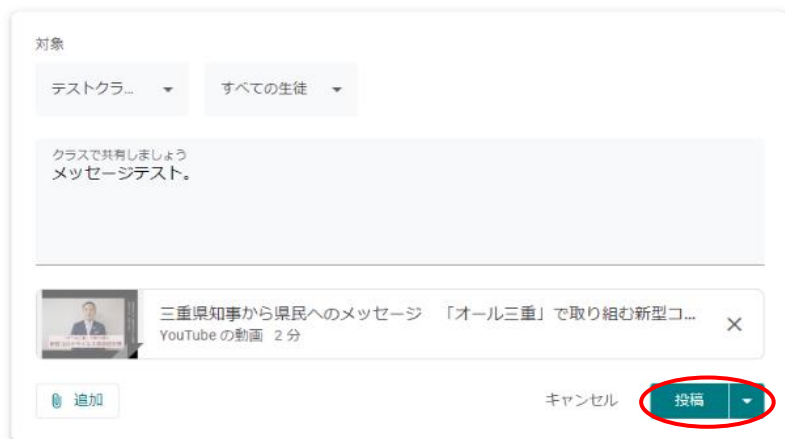 対象
テストクラ...
すべての生徒
クラスで共有しましょう
メッセージテスト。
三重県知事から県民へのメッセージ 「オール三重」で取り組む新型コ...
YouTube の動画 2 分
追加
キャンセル
投稿